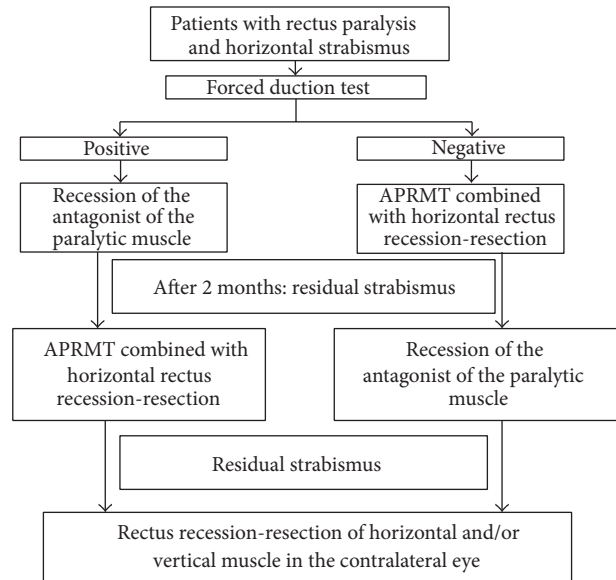 Patients with rectus paralysis
and horizontal strabismus
Forced duction test
Positive
Negative
Recession of the
antagonist of the
paralytic muscle
APRMT combined
with horizontal rectus
recession-resection
After 2 months: residual strabismus
APRMT combined with
horizontal rectus
recession-resection
Recession of the
antagonist of the paralytic
muscle
Residual strabismus
Rectus recession-resection of horizontal and/or
vertical muscle in the contralateral eye